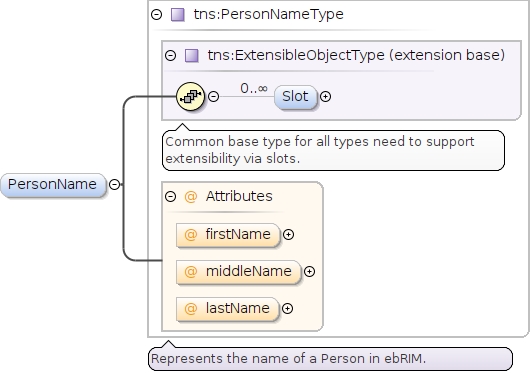 tns:PersonNameType
tns:ExtensibleObjectType (extension base)
0..∞
Slot
Common base type for all types need to support
extensibility via slots.
PersonName
@ Attributes
@ firstName
@ middleName
@ lastName
Represents the name of a Person in ebRIM.